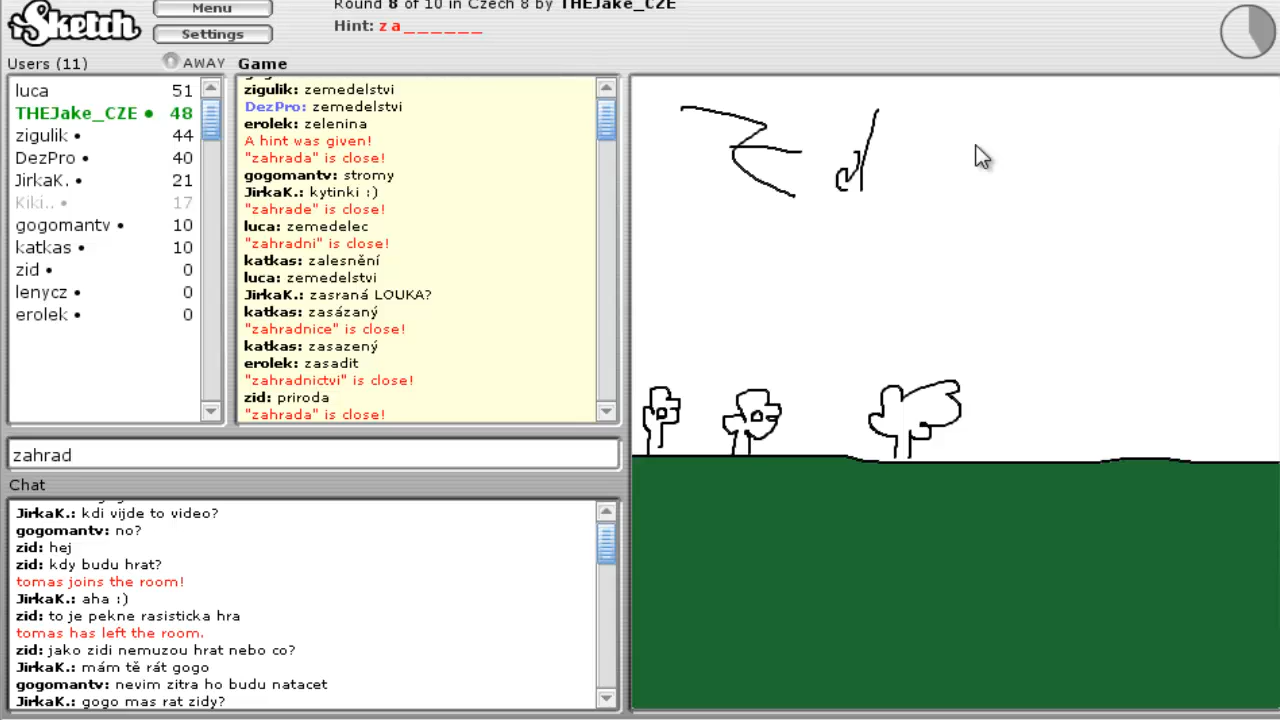 iSketch
Menu
Settings
Round 8 of 10 in Czech 8 by THEJake_CZE
Hint: z a _ _ _ _ _ _
Users (11)
AWAY
luca 51
THEJake_CZE • 48
zigulik • 44
DezPro • 40
JirkaK. • 21
Kiki.. • 17
gogomantv • 10
katkas • 10
zid • 0
lenycz • 0
erolek • 0
Game
zigulik: zemedelstvi
DezPro: zemedelstvi
erolek: zelenina
A hint was given!
"zahrada" is close!
gogomantv: stromy
JirkaK.: kytinki :)
"zahrade" is close!
luca: zemedelec
"zahradni" is close!
katkas: zalesnění
luca: zemedelstvi
JirkaK.: zasraná LOUKA?
katkas: zasázaný
"zahradnice" is close!
katkas: zasazený
erolek: zasadit
"zahradnictvi" is close!
zid: priroda
"zahrada" is close!
zahrad
Chat
JirkaK.: kdi vijde to video?
gogomantv: no?
zid: hej
zid: kdy budu hrat?
tomas joins the room!
JirkaK.: aha :)
zid: to je pekne rasisticka hra
tomas has left the room.
zid: jako zidi nemuzou hrat nebo co?
JirkaK.: mám tě rát gogo
gogomantv: nevim zitra ho budu natacet
JirkaK.: gogo mas rat zidy?
Z d